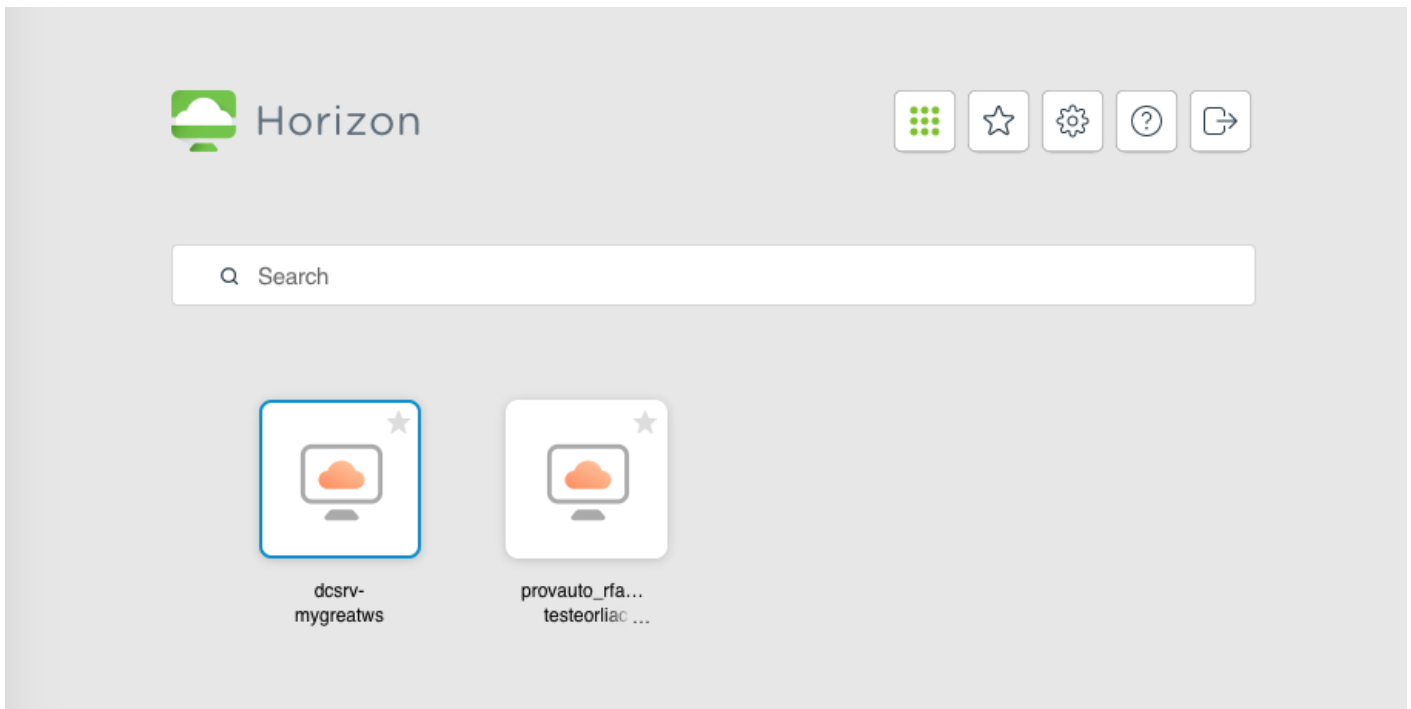 Horizon
Search
dcsrv-
mygreatws
provauto_rfa...
testeorliac ...